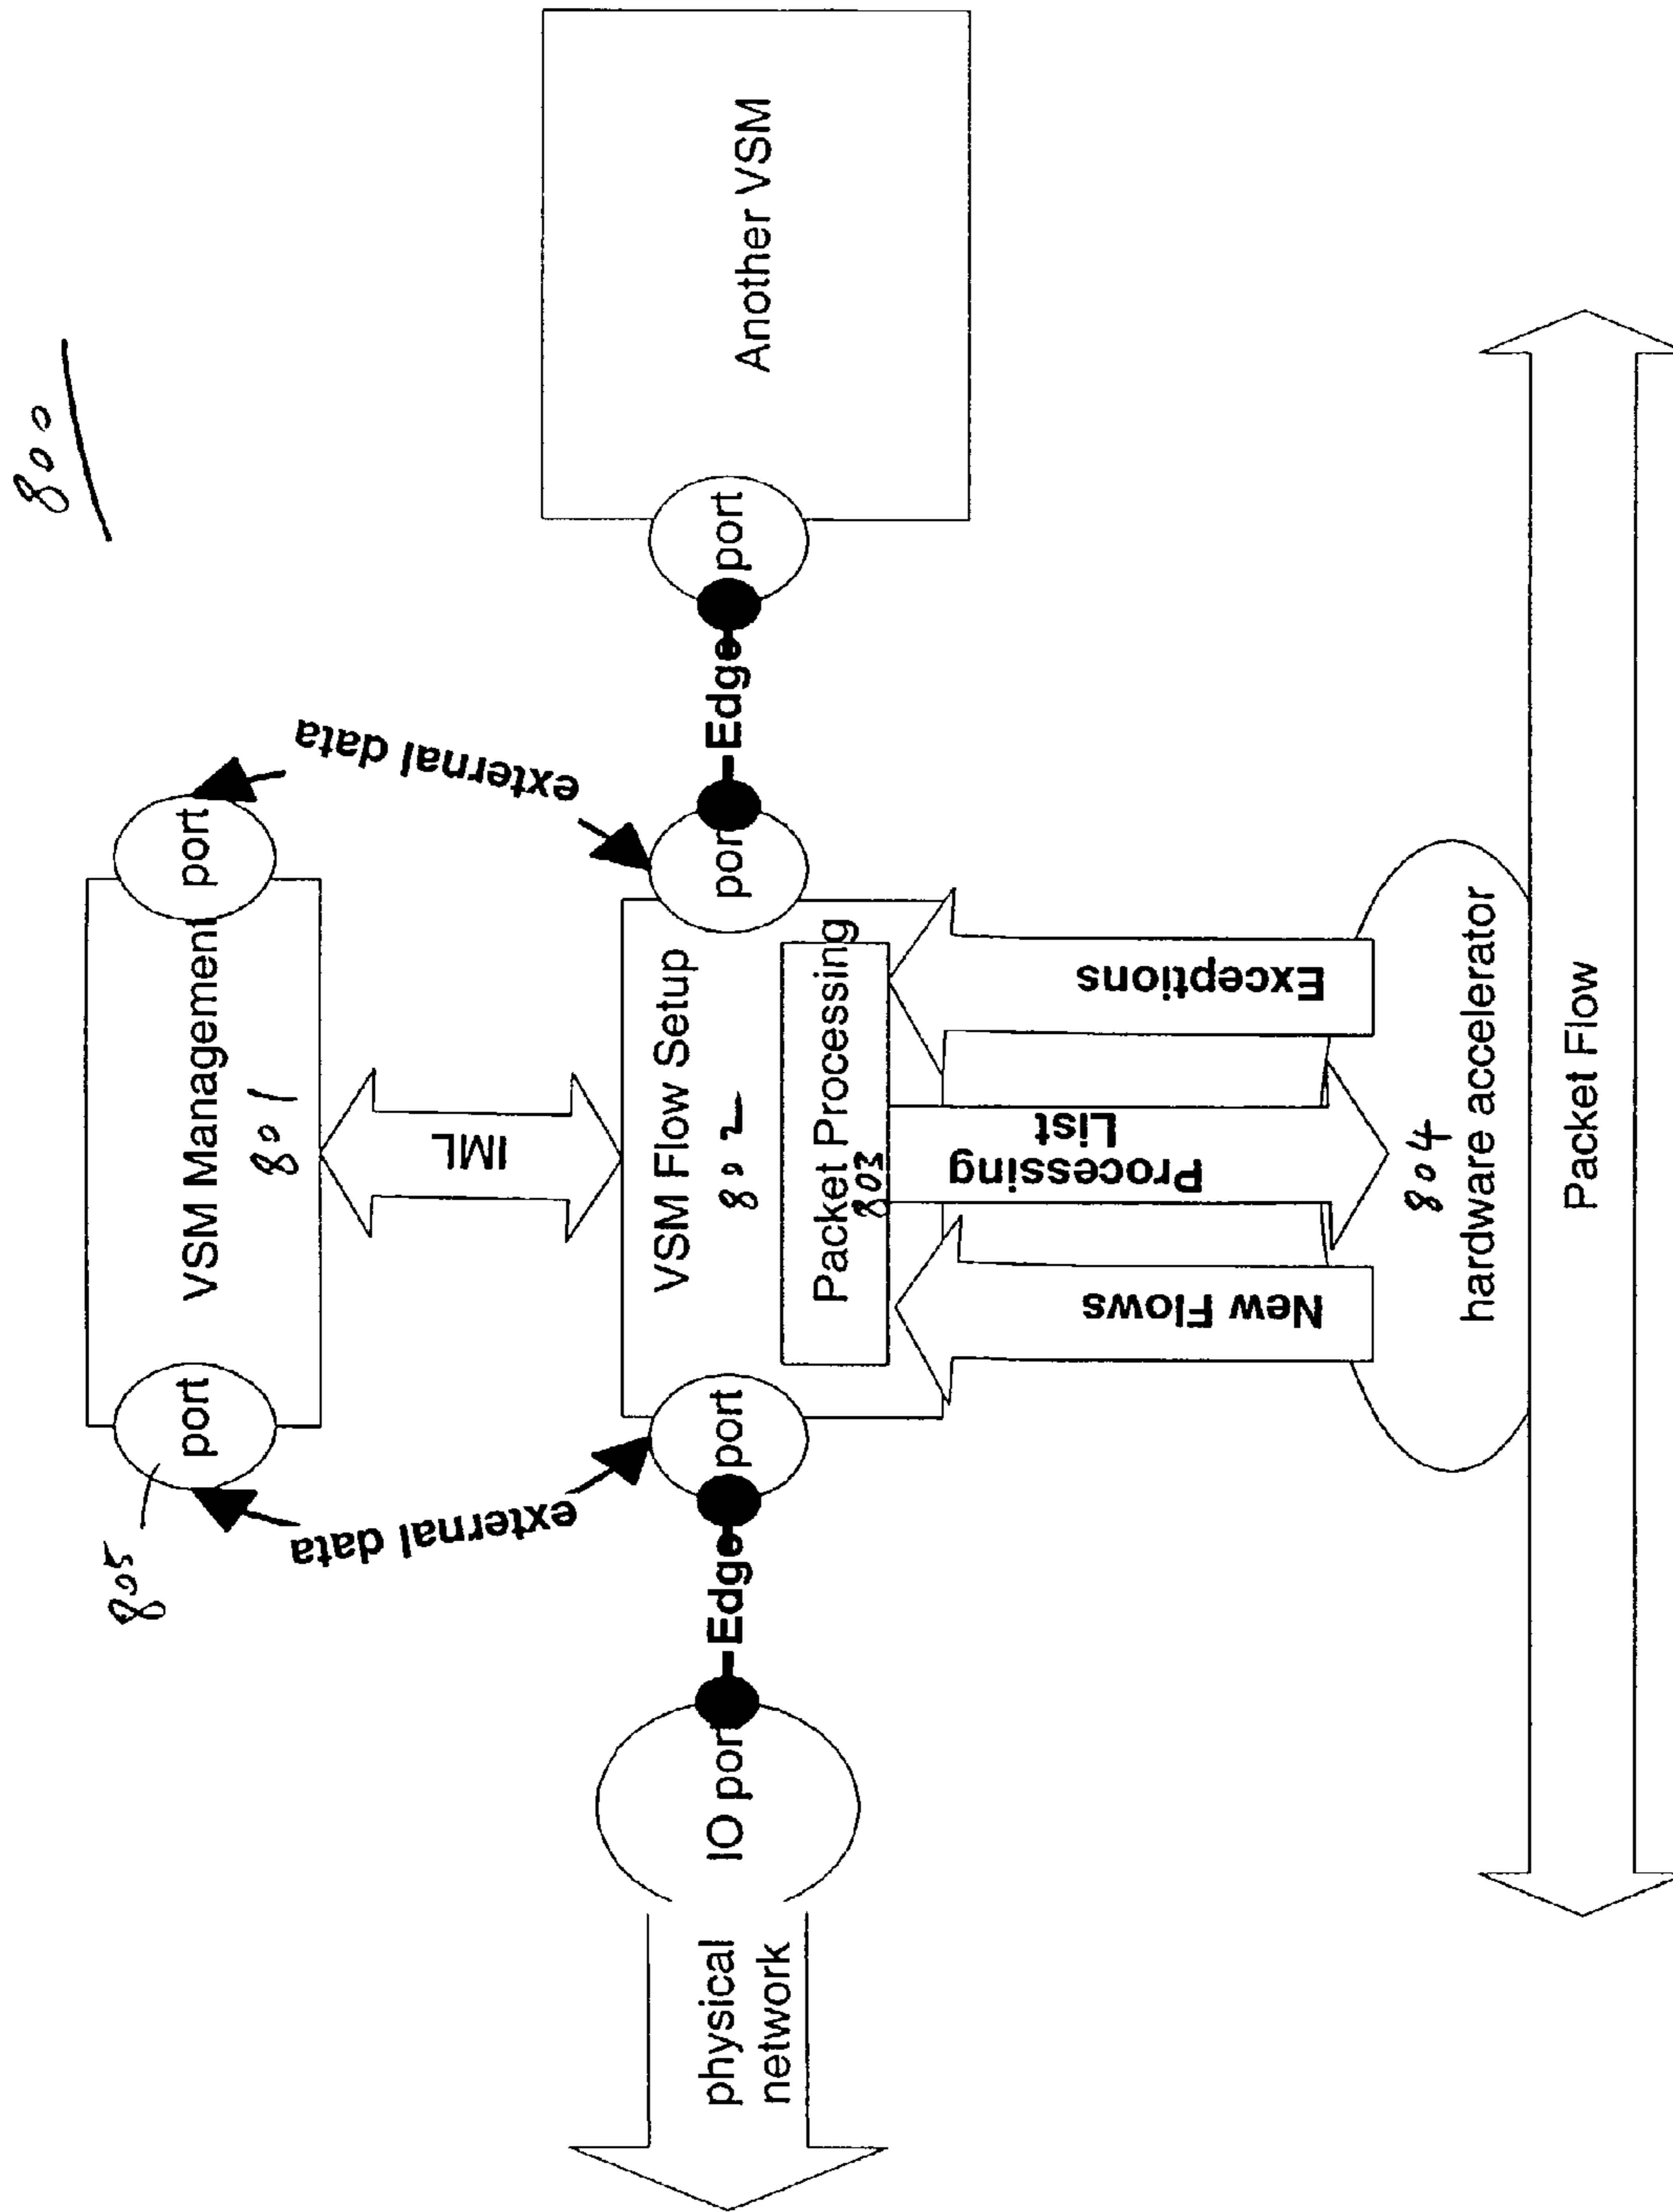 800
805
port
VSM Management
801
port
external data
external data
IML
physical
network
IO port
Edge
port
VSM Flow Setup
802
Packet Processing
803
port
Edge
port
Another VSM
New Flows
Processing
List
Exceptions
804
hardware accelerator
Packet Flow